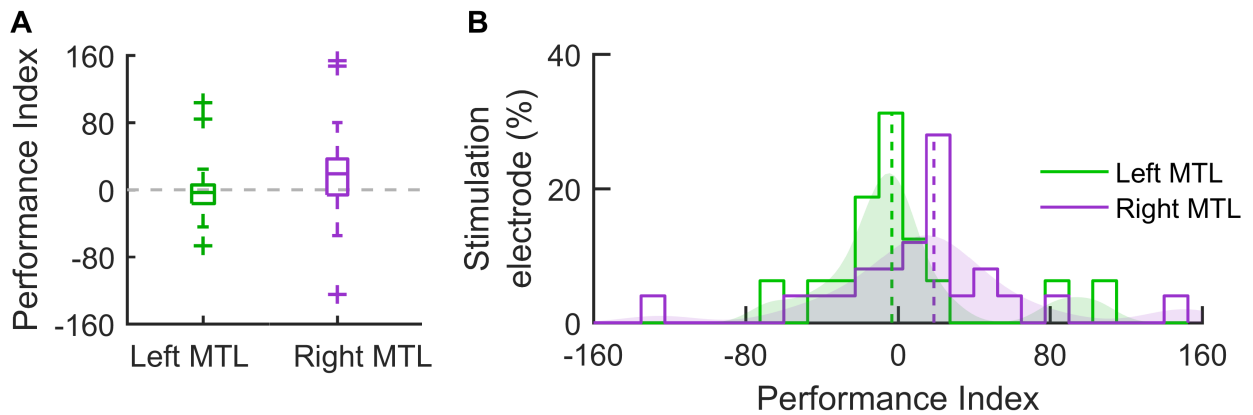 A
Performance Index
160
80
0
-80
-160
Left MTL
Right MTL
B
Stimulation
electrode (%)
40
20
0
-160
-80
0
80
160
Performance Index
Left MTL
Right MTL